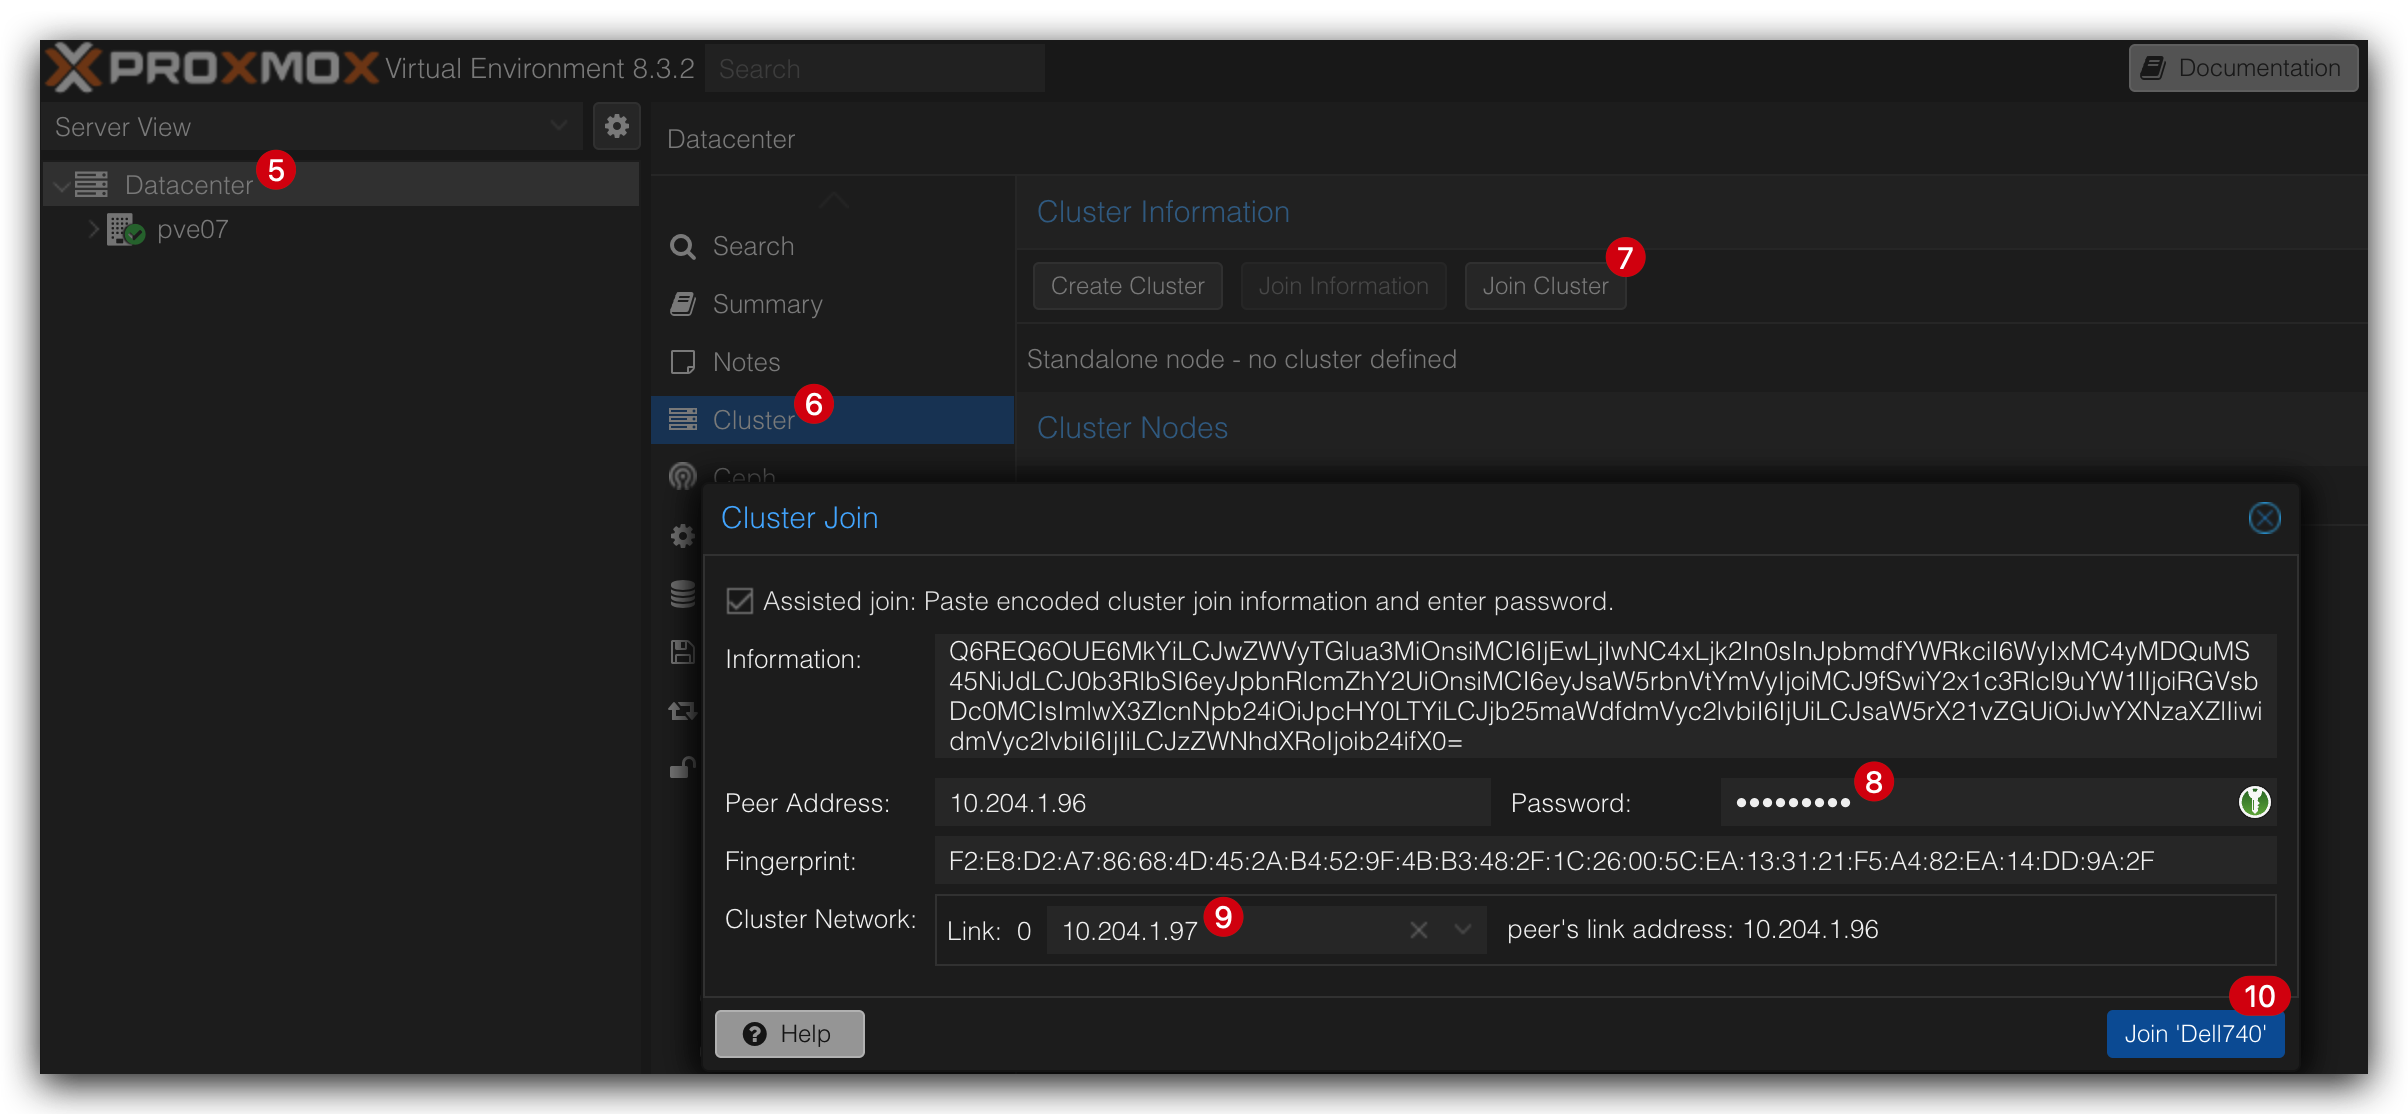 PROXMOX Virtual Environment 8.3.2 Search Documentation
Server View
Datacenter 5
pve07
Datacenter
Search
Summary
Notes
Cluster 6
Ceph
Cluster Information
7
Create Cluster Join Information Join Cluster
Standalone node - no cluster defined
Cluster Nodes
Cluster Join
Assisted join: Paste encoded cluster join information and enter password.
Information:
Q6REQ6OUE6MkYiLCJwZWVyTGlua3MiOnsiMCI6IjEwLjIwNC4xLjk2In0sInJpbmdfYWRkciI6WyIxMC4yMDQuMS
45NiJdLCJ0b3RlbSI6eyJpbnRlcmZhY2UiOnsiMCI6eyJsaW5rbnVtYmVyIjoiMCJ9fSwiY2x1c3Rlcl9uYW1lIjoiRGVsb
Dc0MCIsImlwX3ZlcnNpb24iOiJpcHY0LTYiLCJjb25maWdfdmVyc2lvbiI6IjUiLCJsaW5rX21vZGUiOiJwYXNzaXZlIiwi
dmVyc2lvbiI6IjIiLCJzZWNhdXRoIjoib24ifX0=
Peer Address: 10.204.1.96
Password: ••••••••• 8
Fingerprint: F2:E8:D2:A7:86:68:4D:45:2A:B4:52:9F:4B:B3:48:2F:1C:26:00:5C:EA:13:31:21:F5:A4:82:EA:14:DD:9A:2F
Cluster Network: Link: 0 10.204.1.97 9 peer's link address: 10.204.1.96
10
Help Join 'Dell740'